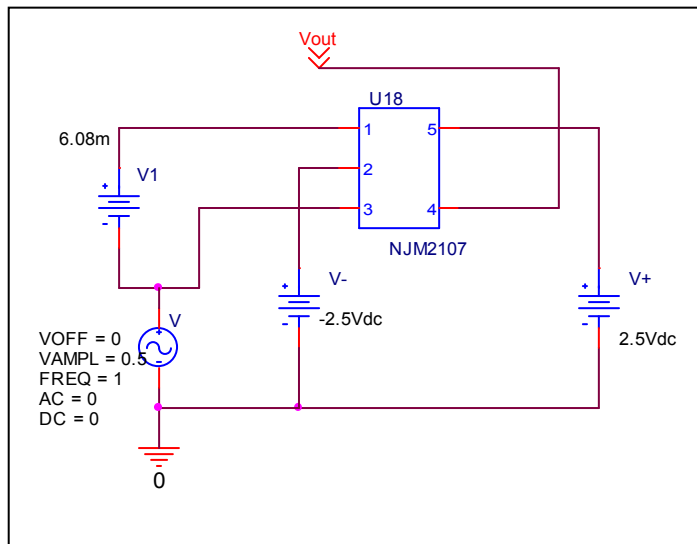 Vout
U18
6.08m
1
5
V1
2
3
4
NJM2107
V-
V+
-2.5Vdc
V
VOFF = 0
VAMPL = 0.5
2.5Vdc
FREQ = 1
AC = 0
DC = 0
0